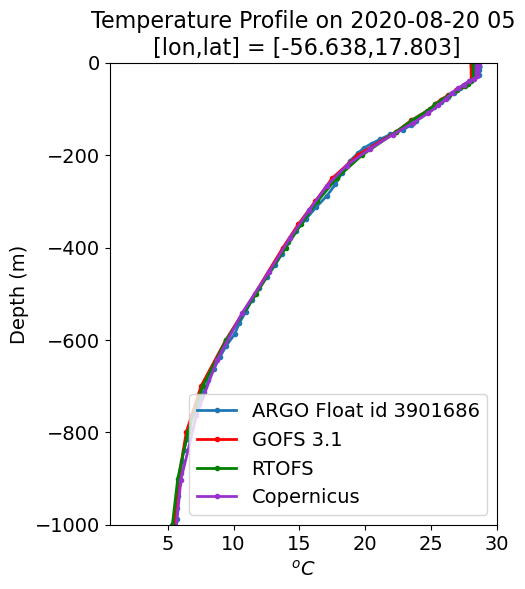 Temperature Profile on 2020-08-20 05
[lon,lat] = [-56.638,17.803]
0
−200
−400
−600
−800
−1000
Depth (m)
ARGO Float id 3901686
GOFS 3.1
RTOFS
Copernicus
5
10
15
20
25
30
°C